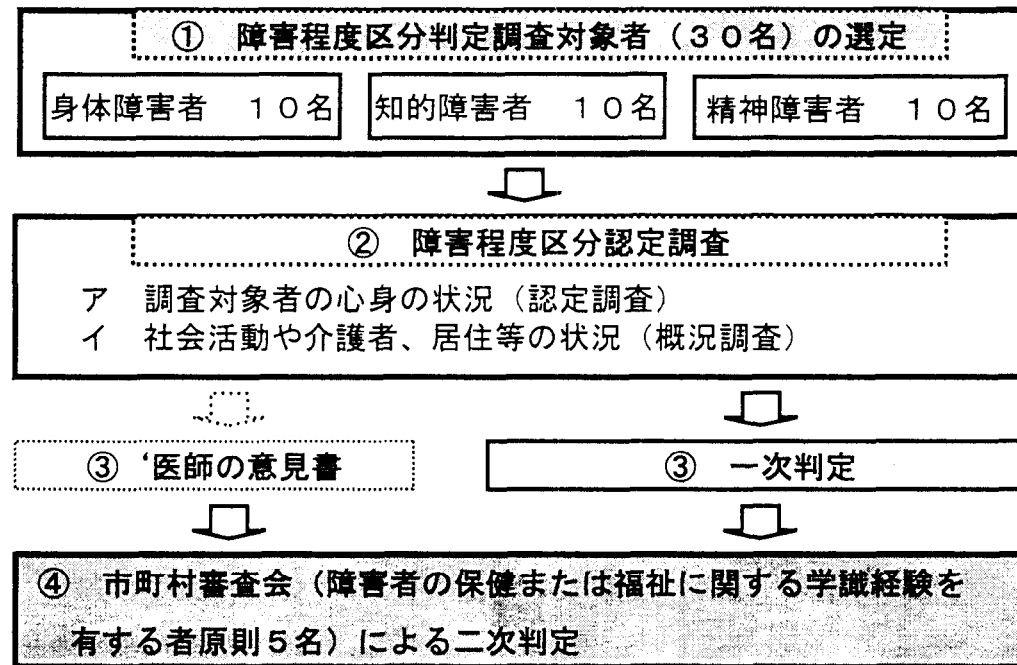 ① 障害程度区分判定調査対象者(30名)の選定
身体障害者 10名
知的障害者 10名
精神障害者 10名
② 障害程度区分認定調査
ア 調査対象者の心身の状況(認定調査)
イ 社会活動や介護者、居住等の状況(概況調査)
③ ‘医師の意見書
③ 一次判定
④ 市町村審査会(障害者の保健または福祉に関する学識経験を
有する者原則5名)による二次判定